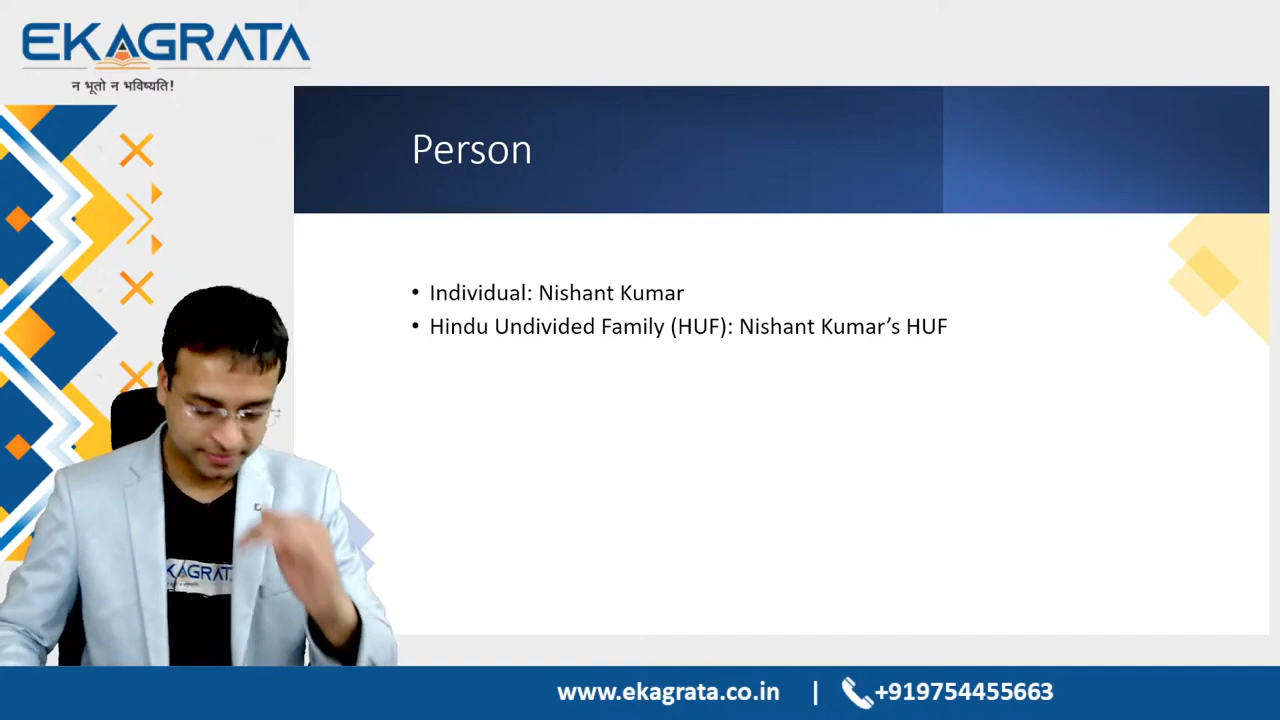 EKAGRATA
न भूतो न भविष्यति!
Person
• Individual: Nishant Kumar
• Hindu Undivided Family (HUF): Nishant Kumar’s HUF
KAGRATA
www.ekagrata.co.in | +919754455663